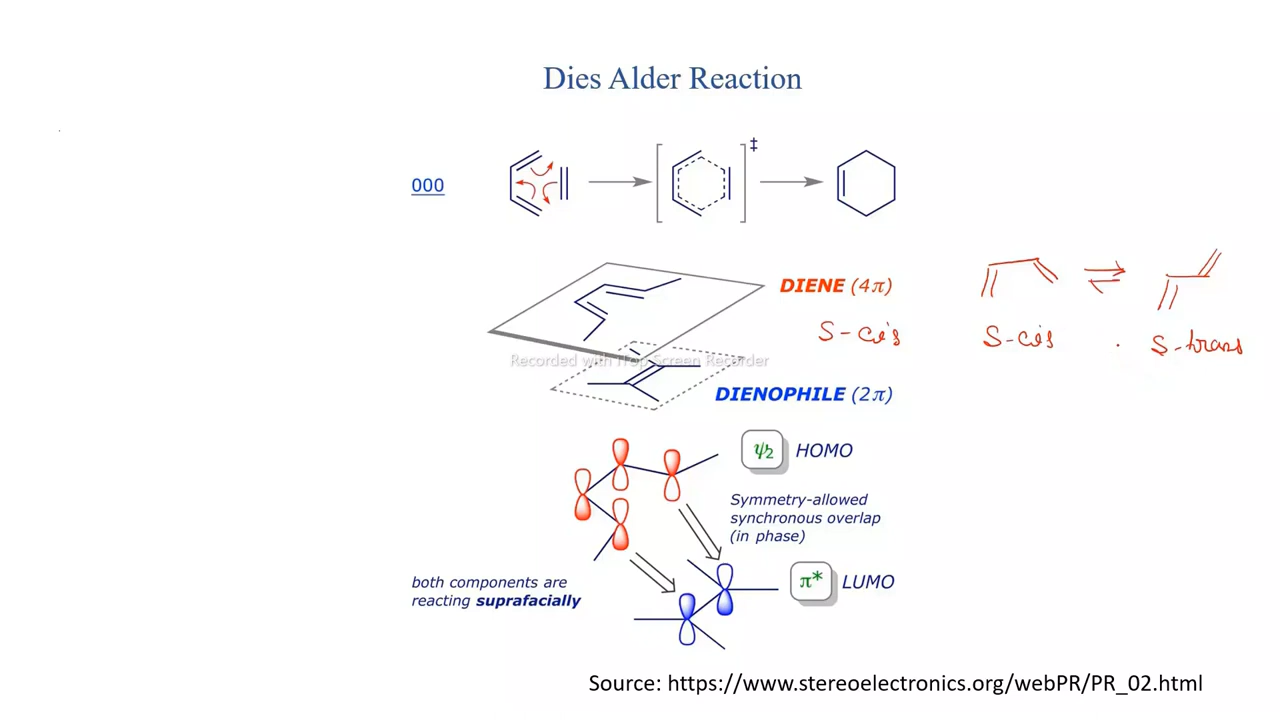 Dies Alder Reaction
‡
000
DIENE (4π)
S-cis
S-cis
S-trans
Recorded with iTop Screen Recorder
DIENOPHILE (2π)
ψ2 HOMO
Symmetry-allowed
synchronous overlap
(in phase)
π* LUMO
both components are
reacting suprafacially
Source: https://www.stereoelectronics.org/webPR/PR_02.html